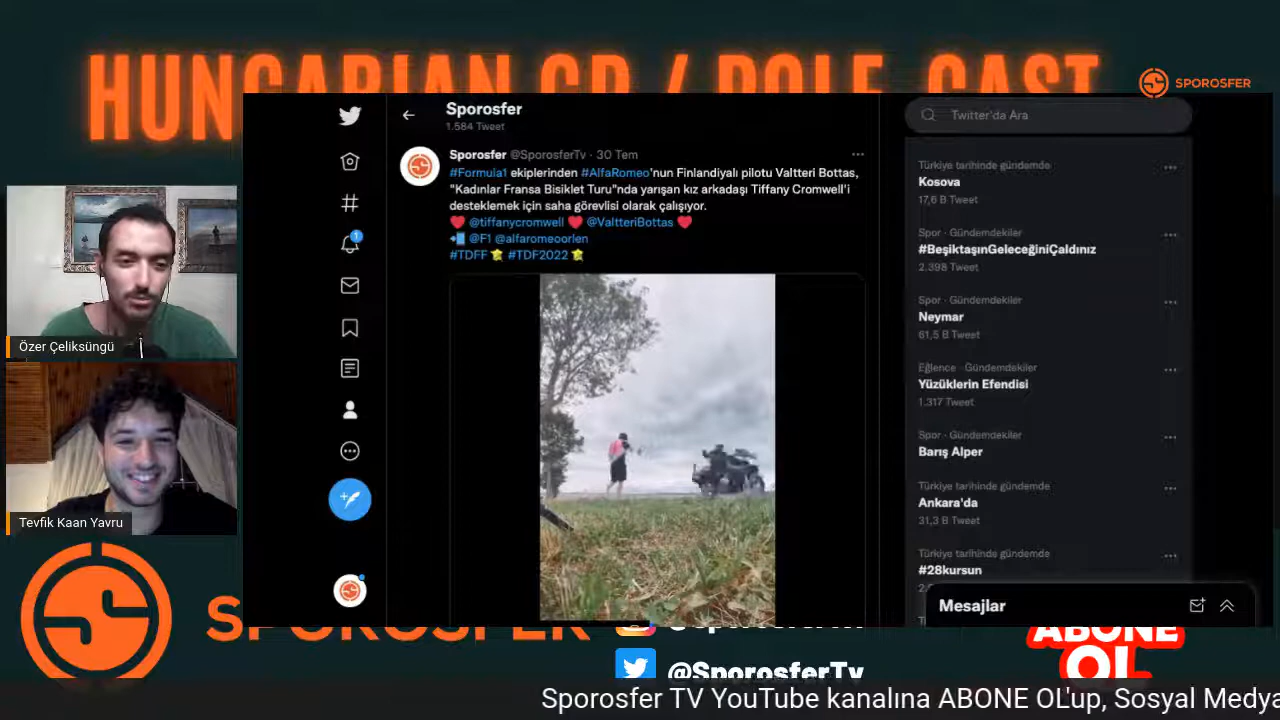 HUNGARIAN GP / POLE-CAST
SPOROSFER
Sporosfer
1.584 Tweet
Twitter'da Ara
Sporosfer @SporosferTv · 30 Tem
#Formula1 ekiplerinden #AlfaRomeo'nun Finlandiyalı pilotu Valtteri Bottas,
"Kadınlar Fransa Bisiklet Turu"nda yarışan kız arkadaşı Tiffany Cromwell'i
desteklemek için saha görevlisi olarak çalışıyor.
❤️ @tiffanycromwell ❤️ @ValtteriBottas ❤️
📲 @F1 @alfaromeoorlen
#TDFF #TDF2022
Türkiye tarihinde gündemde
Kosova
17,6 B Tweet
Spor · Gündemdekiler
#BeşiktaşınGeleceğiniÇaldınız
2.398 Tweet
Spor · Gündemdekiler
Neymar
61,5 B Tweet
Eğlence · Gündemdekiler
Yüzüklerin Efendisi
1.317 Tweet
Spor · Gündemdekiler
Barış Alper
Türkiye tarihinde gündemde
Ankara'da
31,3 B Tweet
Türkiye tarihinde gündemde
#28kursun
Mesajlar
1
Özer Çeliksüngü
Tevfik Kaan Yavru
SPOROSFER
@SporosferTv
ABONE
OL
Sporosfer TV YouTube kanalına ABONE OL'up, Sosyal Medya